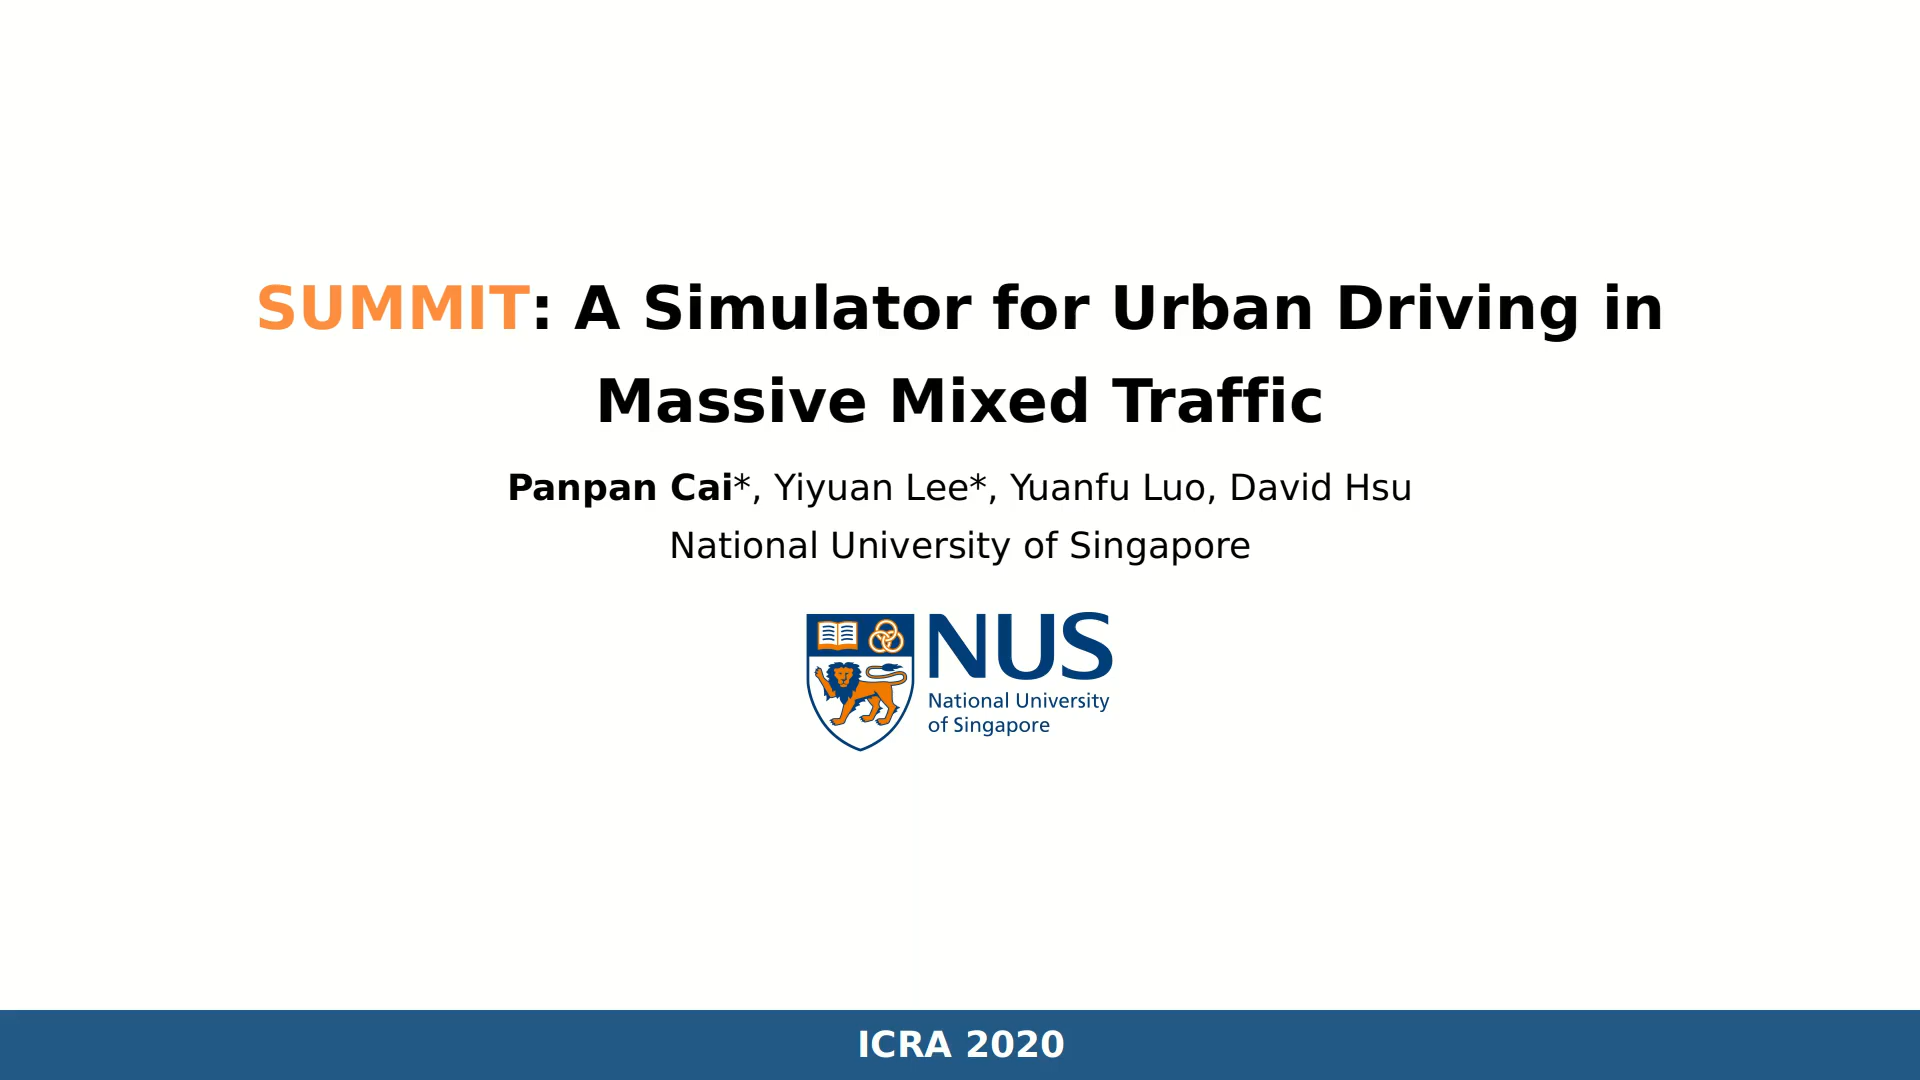 SUMMIT: A Simulator for Urban Driving in
Massive Mixed Traffic
Panpan Cai*, Yiyuan Lee*, Yuanfu Luo, David Hsu
National University of Singapore
NUS
National University
of Singapore
ICRA 2020